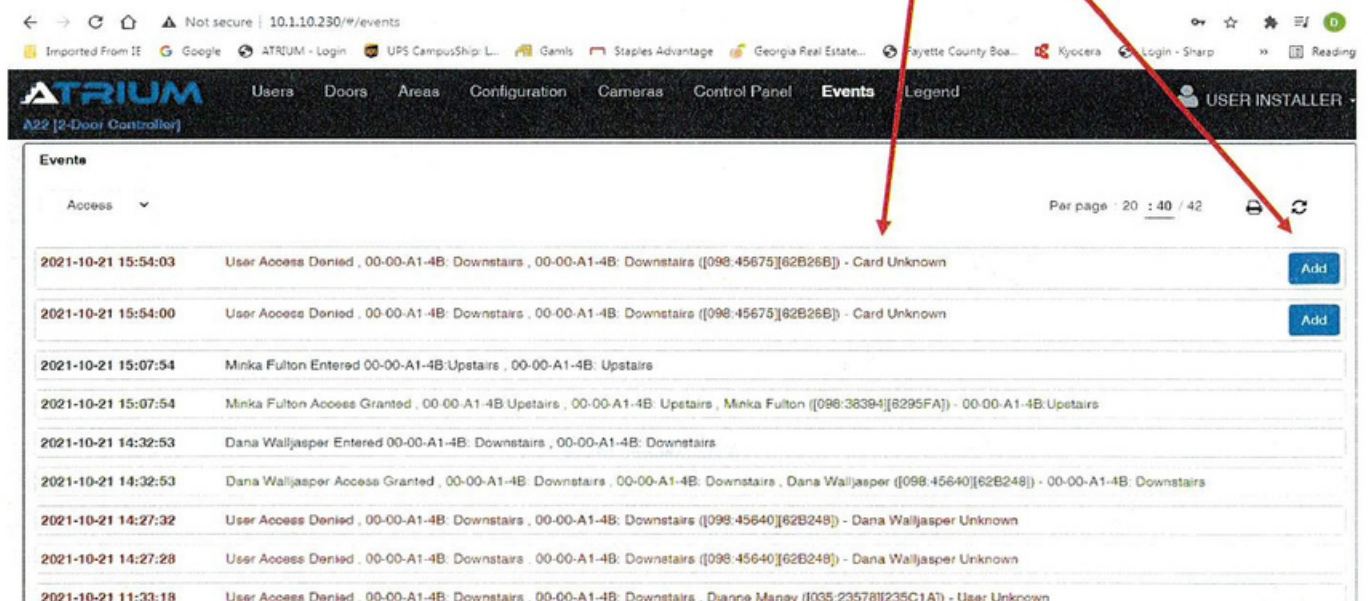 Not secure | 10.1.10.230/#/events
Imported From IE Google ATRIUM - Login UPS CampusShip: L... Gamls Staples Advantage Georgia Real Estate... Fayette County Boa... Kyocera Login - Sharp » Reading
ATRIUM Users Doors Areas Configuration Cameras Control Panel Events Legend USER INSTALLER
A22 [2-Door Controller]
Events
Access Per page : 20 : 40 / 42
2021-10-21 15:54:03 User Access Denied , 00-00-A1-4B: Downstairs , 00-00-A1-4B: Downstairs ([098:45675][62B26B]) - Card Unknown Add
2021-10-21 15:54:00 User Access Denied , 00-00-A1-4B: Downstairs , 00-00-A1-4B: Downstairs ([098:45675][62B26B]) - Card Unknown Add
2021-10-21 15:07:54 Minka Fulton Entered 00-00-A1-4B:Upstairs , 00-00-A1-4B: Upstairs
2021-10-21 15:07:54 Minka Fulton Access Granted , 00-00-A1-4B:Upstairs , 00-00-A1-4B: Upstairs , Minka Fulton ([098:38394][6295FA]) - 00-00-A1-4B:Upstairs
2021-10-21 14:32:53 Dana Walljasper Entered 00-00-A1-4B: Downstairs , 00-00-A1-4B: Downstairs
2021-10-21 14:32:53 Dana Walljasper Access Granted , 00-00-A1-4B: Downstairs , 00-00-A1-4B: Downstairs , Dana Walljasper ([098:45640][62B248]) - 00-00-A1-4B: Downstairs
2021-10-21 14:27:32 User Access Denied , 00-00-A1-4B: Downstairs , 00-00-A1-4B: Downstairs ([098:45640][62B248]) - Dana Walljasper Unknown
2021-10-21 14:27:28 User Access Denied , 00-00-A1-4B: Downstairs , 00-00-A1-4B: Downstairs ([098:45640][62B248]) - Dana Walljasper Unknown
2021-10-21 11:33:18 User Access Denied , 00-00-A1-4B: Downstairs , 00-00-A1-4B: Downstairs , Dianne Maney ([035:23578][235C1A]) - User Unknown